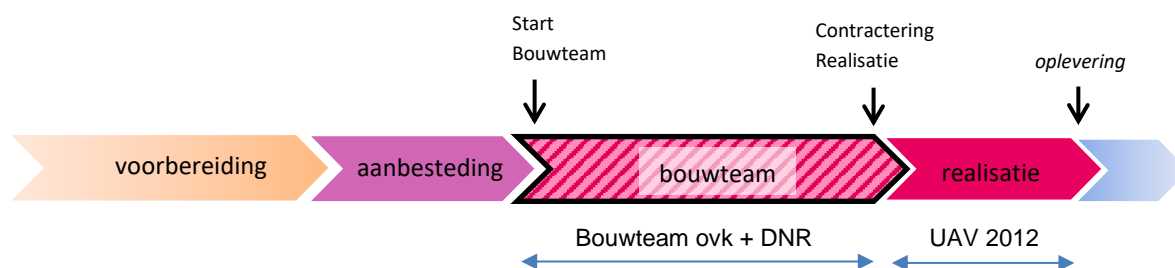 Start
Bouwteam
Contractering
Realisatie
oplevering
voorbereiding
aanbesteding
bouwteam
realisatie
Bouwteam ovk + DNR
UAV 2012